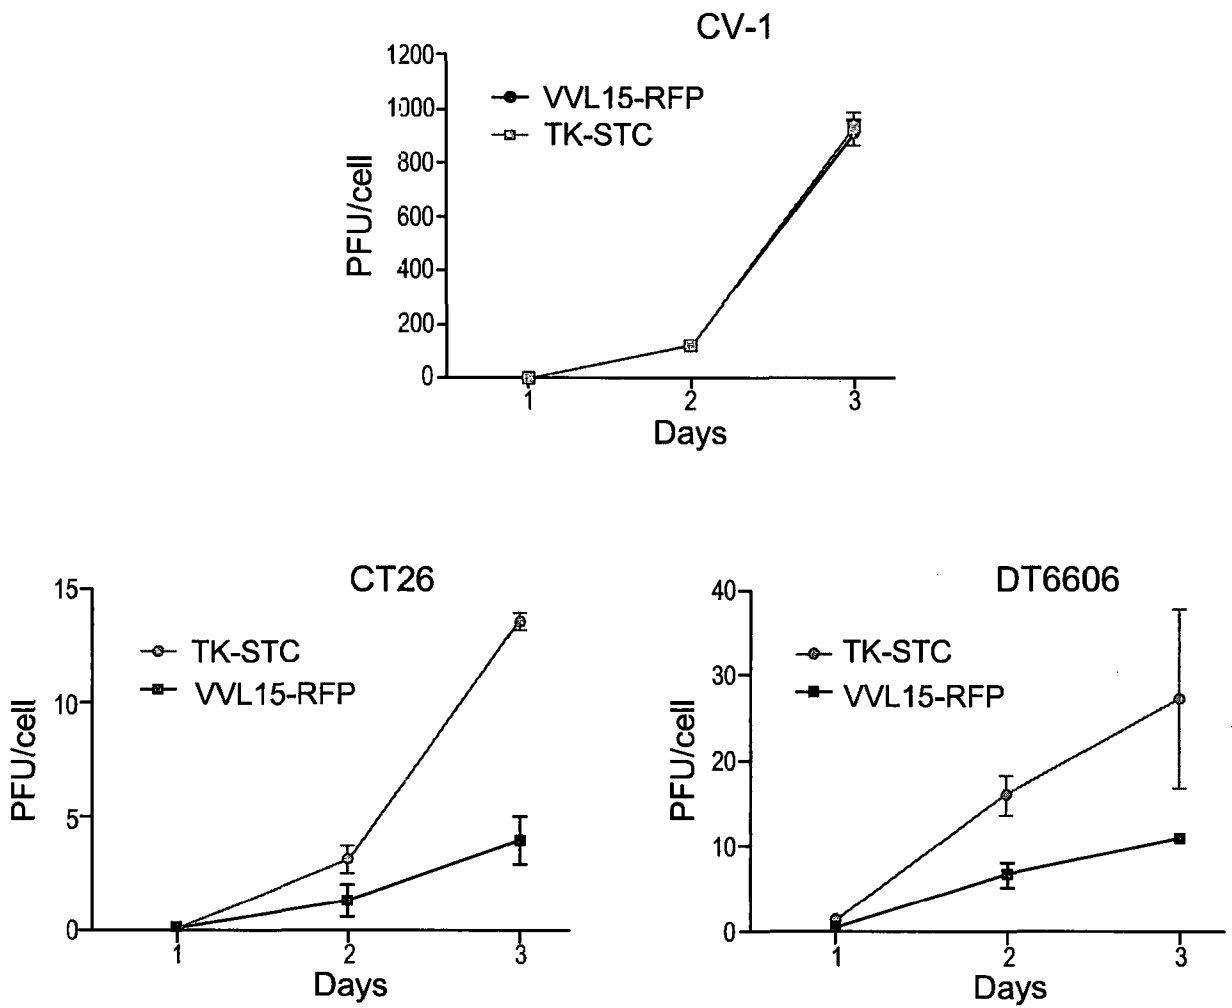 CV-1
1200
1000
800
600
400
200
0
PFU/cell
VVL15-RFP
TK-STC
1 2 3
Days
CT26
15
10
5
0
PFU/cell
TK-STC
VVL15-RFP
1 2 3
Days
DT6606
40
30
20
10
0
PFU/cell
TK-STC
VVL15-RFP
1 2 3
Days